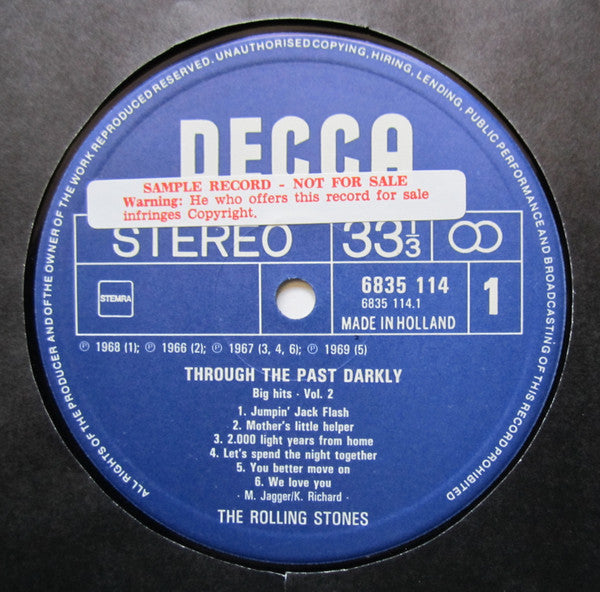 ALL RIGHTS OF THE PRODUCER AND OF THE OWNER OF THE WORK REPRODUCED RESERVED. UNAUTHORISED COPYING, HIRING, LENDING, PUBLIC PERFORMANCE AND BROADCASTING OF THIS RECORD PROHIBITED
DECCA
SAMPLE RECORD - NOT FOR SALE
Warning: He who offers this record for sale
infringes Copyright.
STEREO 33⅓
STEMRA
6835 114
6835 114.1
MADE IN HOLLAND
1
℗ 1968 (1); ℗ 1966 (2); ℗ 1967 (3, 4, 6); ℗ 1969 (5)
THROUGH THE PAST DARKLY
Big hits · Vol. 2
1. Jumpin' Jack Flash
2. Mother's little helper
3. 2.000 light years from home
4. Let's spend the night together
5. You better move on
6. We love you
· M. Jagger/K. Richard ·
THE ROLLING STONES